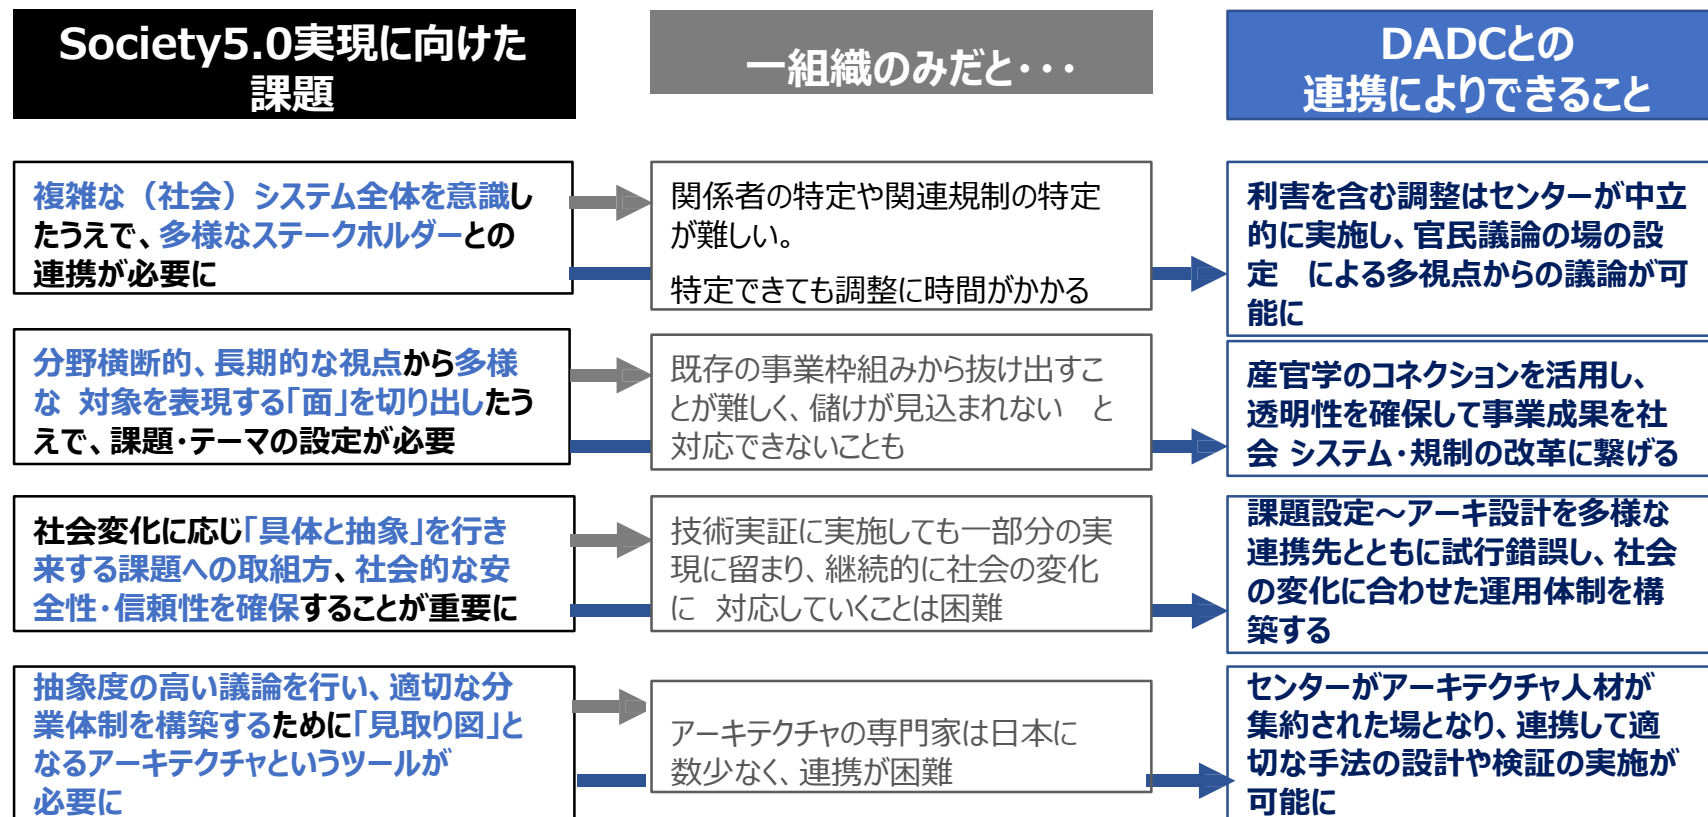 Society5.0実現に向けた
課題
一組織のみだと・・・
DADCとの
連携によりできること
複雑な（社会）システム全体を意識し
たうえで、多様なステークホルダーとの
連携が必要に
関係者の特定や関連規制の特定
が難しい。
特定できても調整に時間がかかる
利害を含む調整はセンターが中立
的に実施し、官民議論の場の設
定　による多視点からの議論が可
能に
分野横断的、長期的な視点から多様
な 対象を表現する「面」を切り出したう
えで、課題・テーマの設定が必要
既存の事業枠組みから抜け出すこ
とが難しく、儲けが見込まれない　と
対応できないことも
産官学のコネクションを活用し、
透明性を確保して事業成果を社
会 システム・規制の改革に繋げる
社会変化に応じ「具体と抽象」を行き
来する課題への取組方、社会的な安
全性・信頼性を確保することが重要に
技術実証に実施しても一部分の実
現に留まり、継続的に社会の変化
に　対応していくことは困難
課題設定～アーキ設計を多様な
連携先とともに試行錯誤し、社会
の変化に合わせた運用体制を構
築する
抽象度の高い議論を行い、適切な分
業体制を構築するために「見取り図」と
なるアーキテクチャというツールが
必要に
アーキテクチャの専門家は日本に
数少なく、連携が困難
センターがアーキテクチャ人材が
集約された場となり、連携して適
切な手法の設計や検証の実施が
可能に